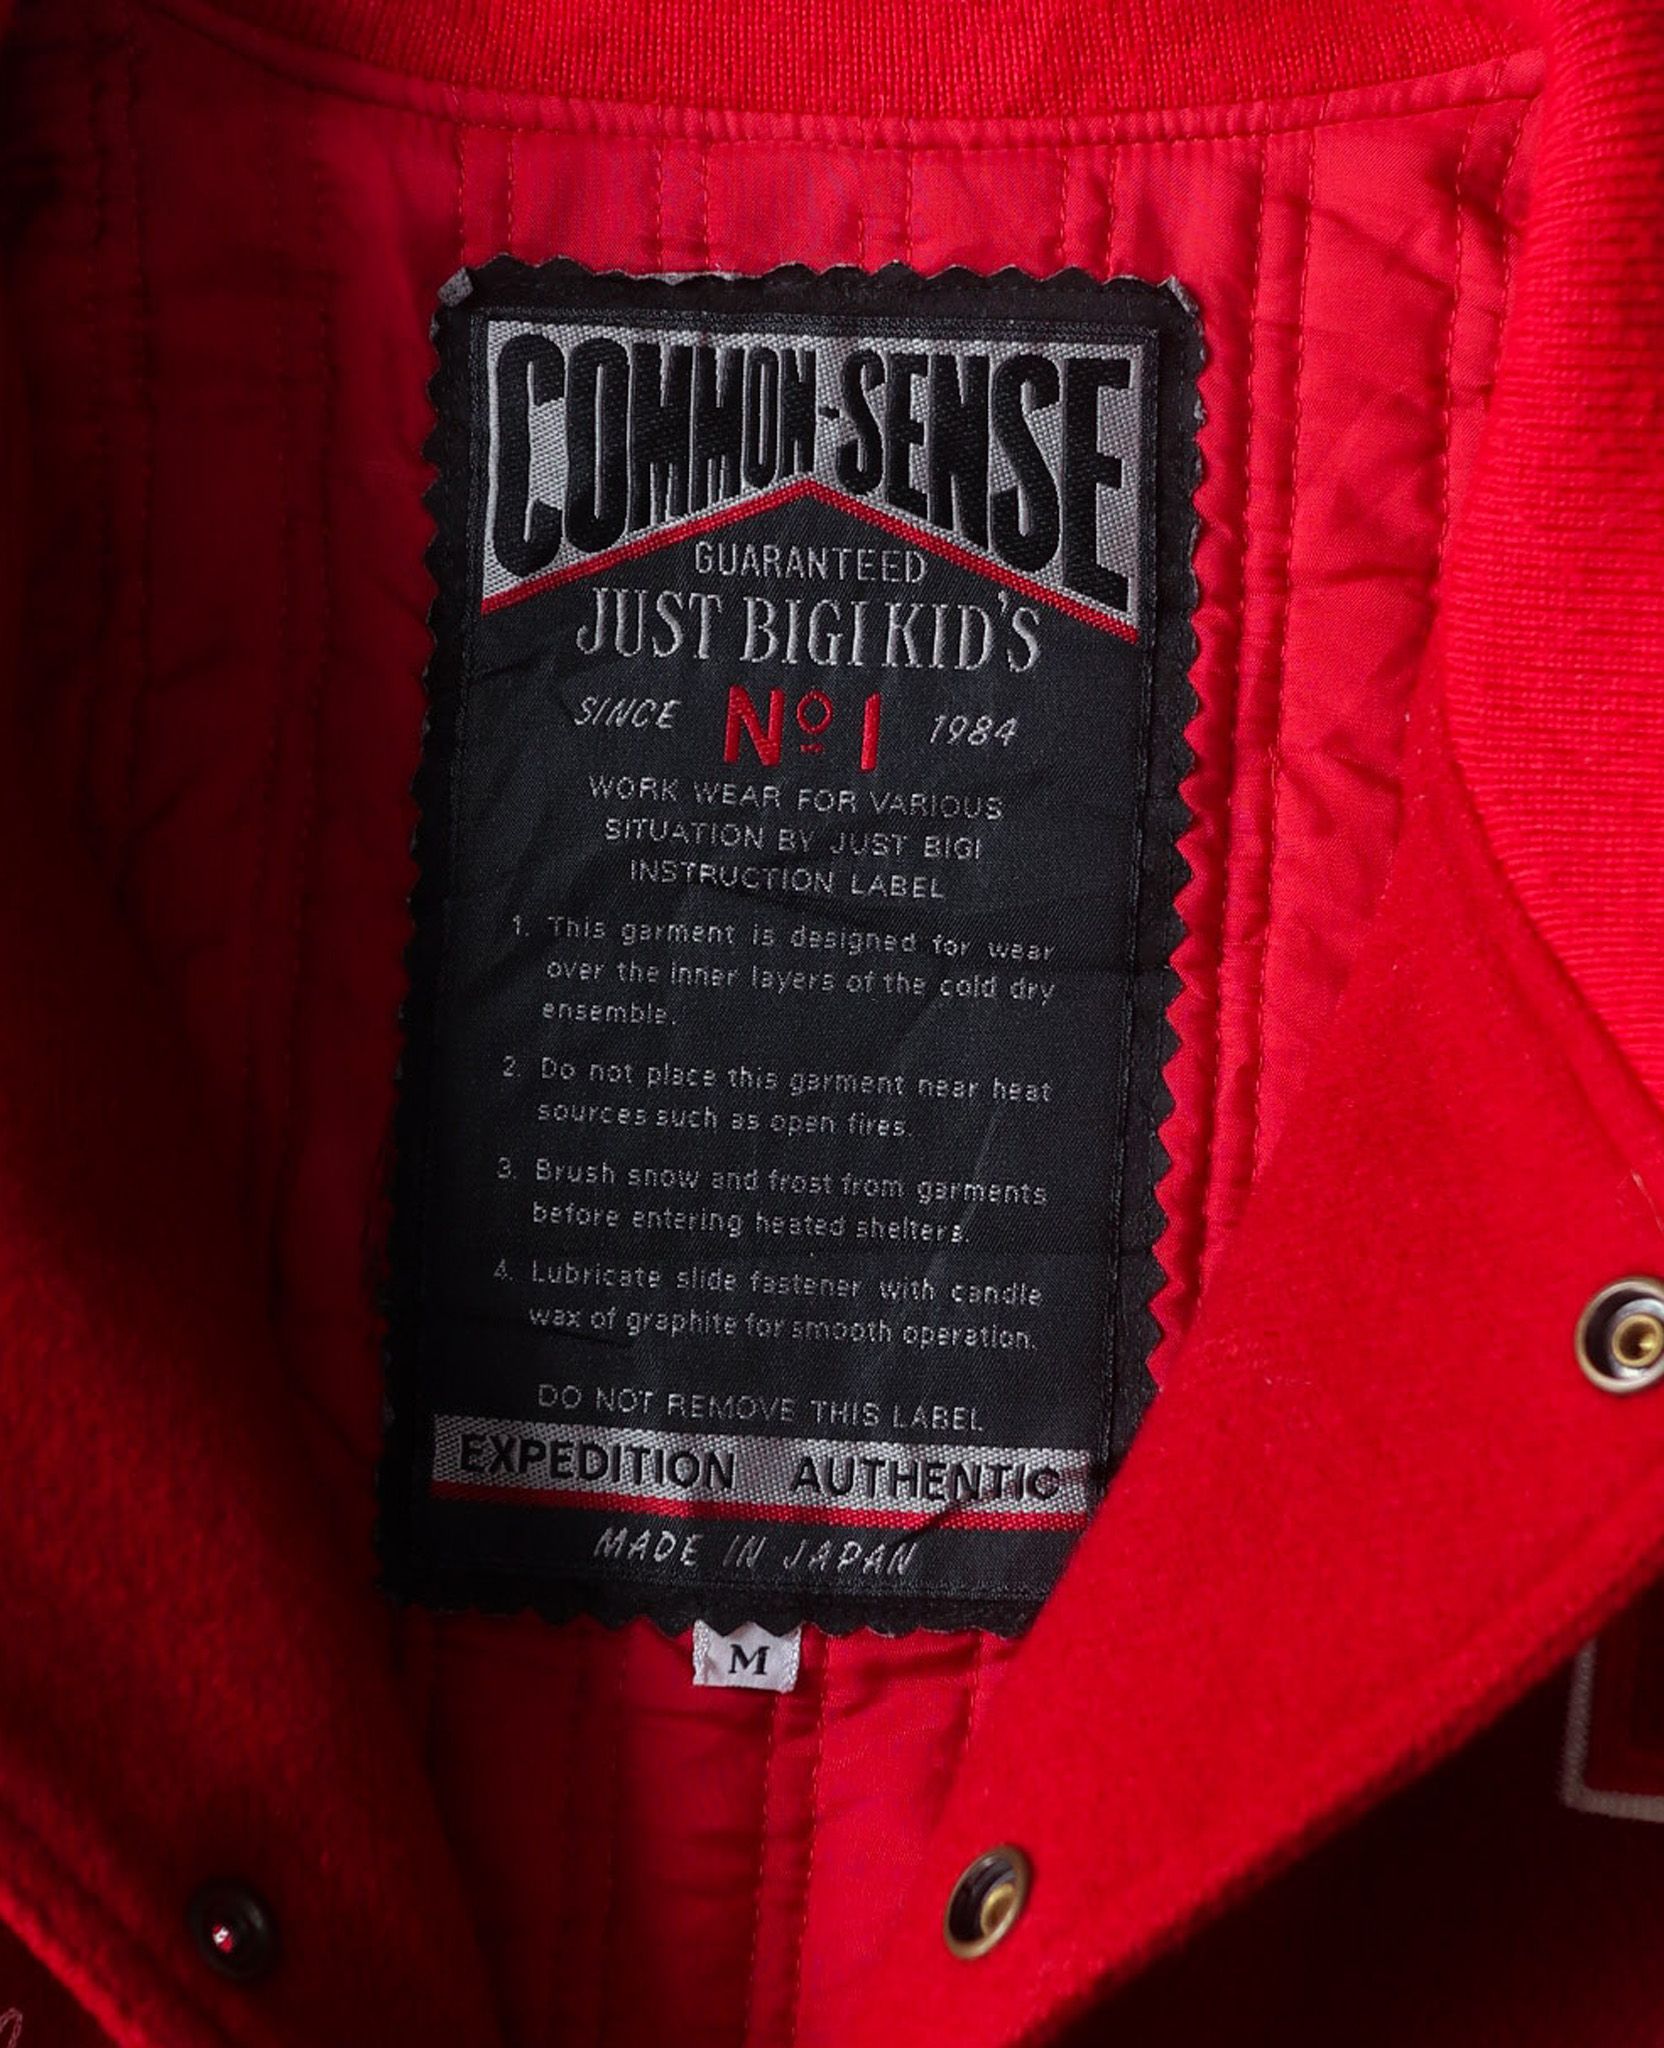 COMMON-SENSE
GUARANTEED
JUST BIGI KID'S
SINCE Nº1 1984
WORK WEAR FOR VARIOUS
SITUATION BY JUST BIGI
INSTRUCTION LABEL
1. This garment is designed for wear
over the inner layers of the cold dry
ensemble.
2. Do not place this garment near heat
sources such as open fires.
3. Brush snow and frost from garments
before entering heated shelters.
4. Lubricate slide fastener with candle
wax of graphite for smooth operation.
DO NOT REMOVE THIS LABEL
EXPEDITION AUTHENTIC
MADE IN JAPAN
M